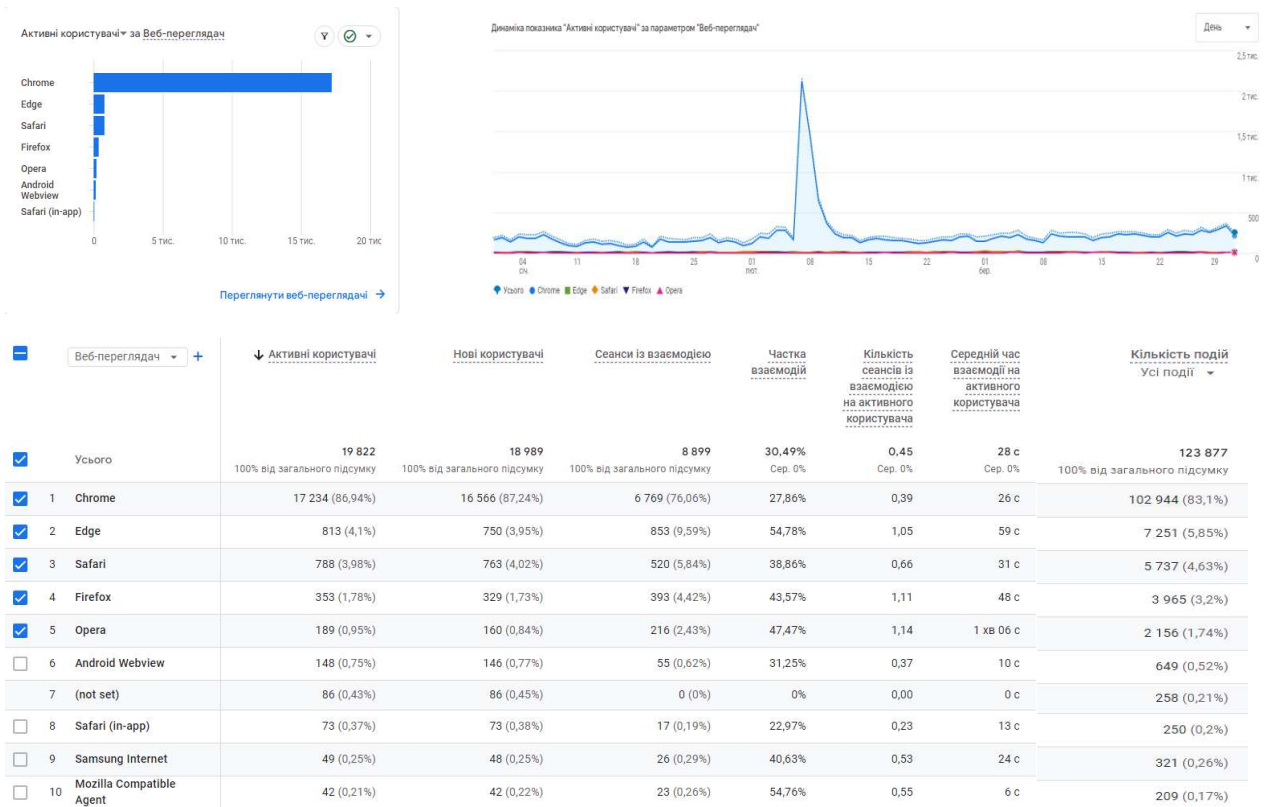 Активні користувачі за Веб-переглядач
Chrome
Edge
Safari
Firefox
Opera
Android
Webview
Safari (in-app)
0 5 тис. 10 тис. 15 тис. 20 тис
Переглянути веб-переглядачі →
Динаміка показника "Активні користувачі" за параметром "Веб-переглядач"
День
2,5 тис.
2 тис.
1,5 тис.
1 тис.
500
0
04 11 18 25 01 08 15 22 01 08 15 22 29
січ. лют. бер.
Усього Chrome Edge Safari Firefox Opera
Веб-переглядач +
↓ Активні користувачі
Нові користувачі
Сеанси із взаємодією
Частка
взаємодій
Кількість
сеансів із
взаємодією
на активного
користувача
Середній час
взаємодії на
активного
користувача
Кількість подій
Усі події
Усього 19 822 18 989 8 899 30,49% 0,45 28 с 123 877
100% від загального підсумку 100% від загального підсумку 100% від загального підсумку Сер. 0% Сер. 0% Сер. 0% 100% від загального підсумку
1 Chrome 17 234 (86,94%) 16 566 (87,24%) 6 769 (76,06%) 27,86% 0,39 26 с 102 944 (83,1%)
2 Edge 813 (4,1%) 750 (3,95%) 853 (9,59%) 54,78% 1,05 59 с 7 251 (5,85%)
3 Safari 788 (3,98%) 763 (4,02%) 520 (5,84%) 38,86% 0,66 31 с 5 737 (4,63%)
4 Firefox 353 (1,78%) 329 (1,73%) 393 (4,42%) 43,57% 1,11 48 с 3 965 (3,2%)
5 Opera 189 (0,95%) 160 (0,84%) 216 (2,43%) 47,47% 1,14 1 хв 06 с 2 156 (1,74%)
6 Android Webview 148 (0,75%) 146 (0,77%) 55 (0,62%) 31,25% 0,37 10 с 649 (0,52%)
7 (not set) 86 (0,43%) 86 (0,45%) 0 (0%) 0% 0,00 0 с 258 (0,21%)
8 Safari (in-app) 73 (0,37%) 73 (0,38%) 17 (0,19%) 22,97% 0,23 13 с 250 (0,2%)
9 Samsung Internet 49 (0,25%) 48 (0,25%) 26 (0,29%) 40,63% 0,53 24 с 321 (0,26%)
10 Mozilla Compatible
Agent 42 (0,21%) 42 (0,22%) 23 (0,26%) 54,76% 0,55 6 с 209 (0,17%)